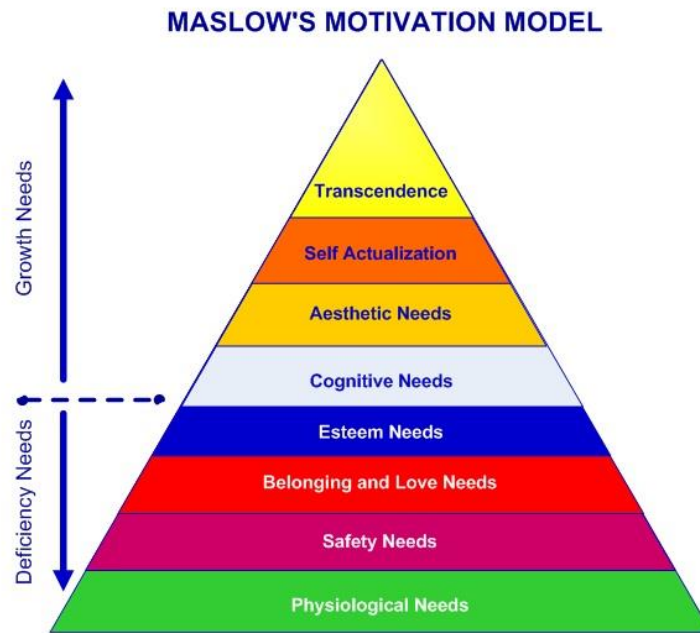 MASLOW'S MOTIVATION MODEL
Growth Needs
Deficiency Needs
Transcendence
Self Actualization
Aesthetic Needs
Cognitive Needs
Esteem Needs
Belonging and Love Needs
Safety Needs
Physiological Needs